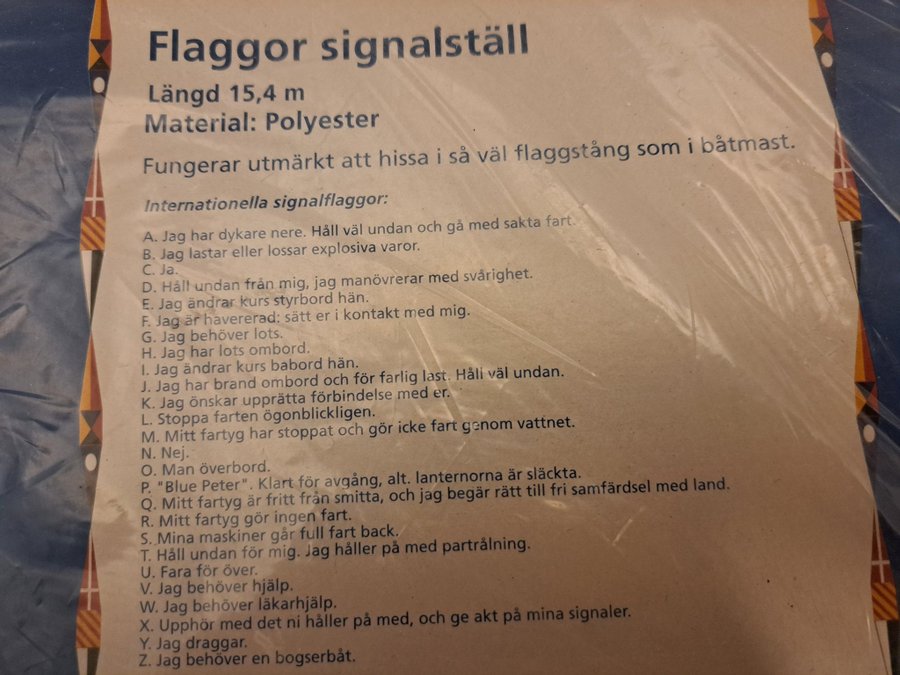 Flaggor signalställ
Längd 15,4 m
Material: Polyester
Fungerar utmärkt att hissa i så väl flaggstång som i båtmast.
Internationella signalflaggor:
A. Jag har dykare nere. Håll väl undan och gå med sakta fart.
B. Jag lastar eller lossar explosiva varor.
C. Ja.
D. Håll undan från mig, jag manövrerar med svårighet.
E. Jag ändrar kurs styrbord hän.
F. Jag är havererad; sätt er i kontakt med mig.
G. Jag behöver lots.
H. Jag har lots ombord.
I. Jag ändrar kurs babord hän.
J. Jag har brand ombord och för farlig last. Håll väl undan.
K. Jag önskar upprätta förbindelse med er.
L. Stoppa farten ögonblickligen.
M. Mitt fartyg har stoppat och gör icke fart genom vattnet.
N. Nej.
O. Man överbord.
P. "Blue Peter". Klart för avgång, alt. lanternorna är släckta.
Q. Mitt fartyg är fritt från smitta, och jag begär rätt till fri samfärdsel med land.
R. Mitt fartyg gör ingen fart.
S. Mina maskiner går full fart back.
T. Håll undan för mig. Jag håller på med partrålning.
U. Fara för över.
V. Jag behöver hjälp.
W. Jag behöver läkarhjälp.
X. Upphör med det ni håller på med, och ge akt på mina signaler.
Y. Jag draggar.
Z. Jag behöver en bogserbåt.